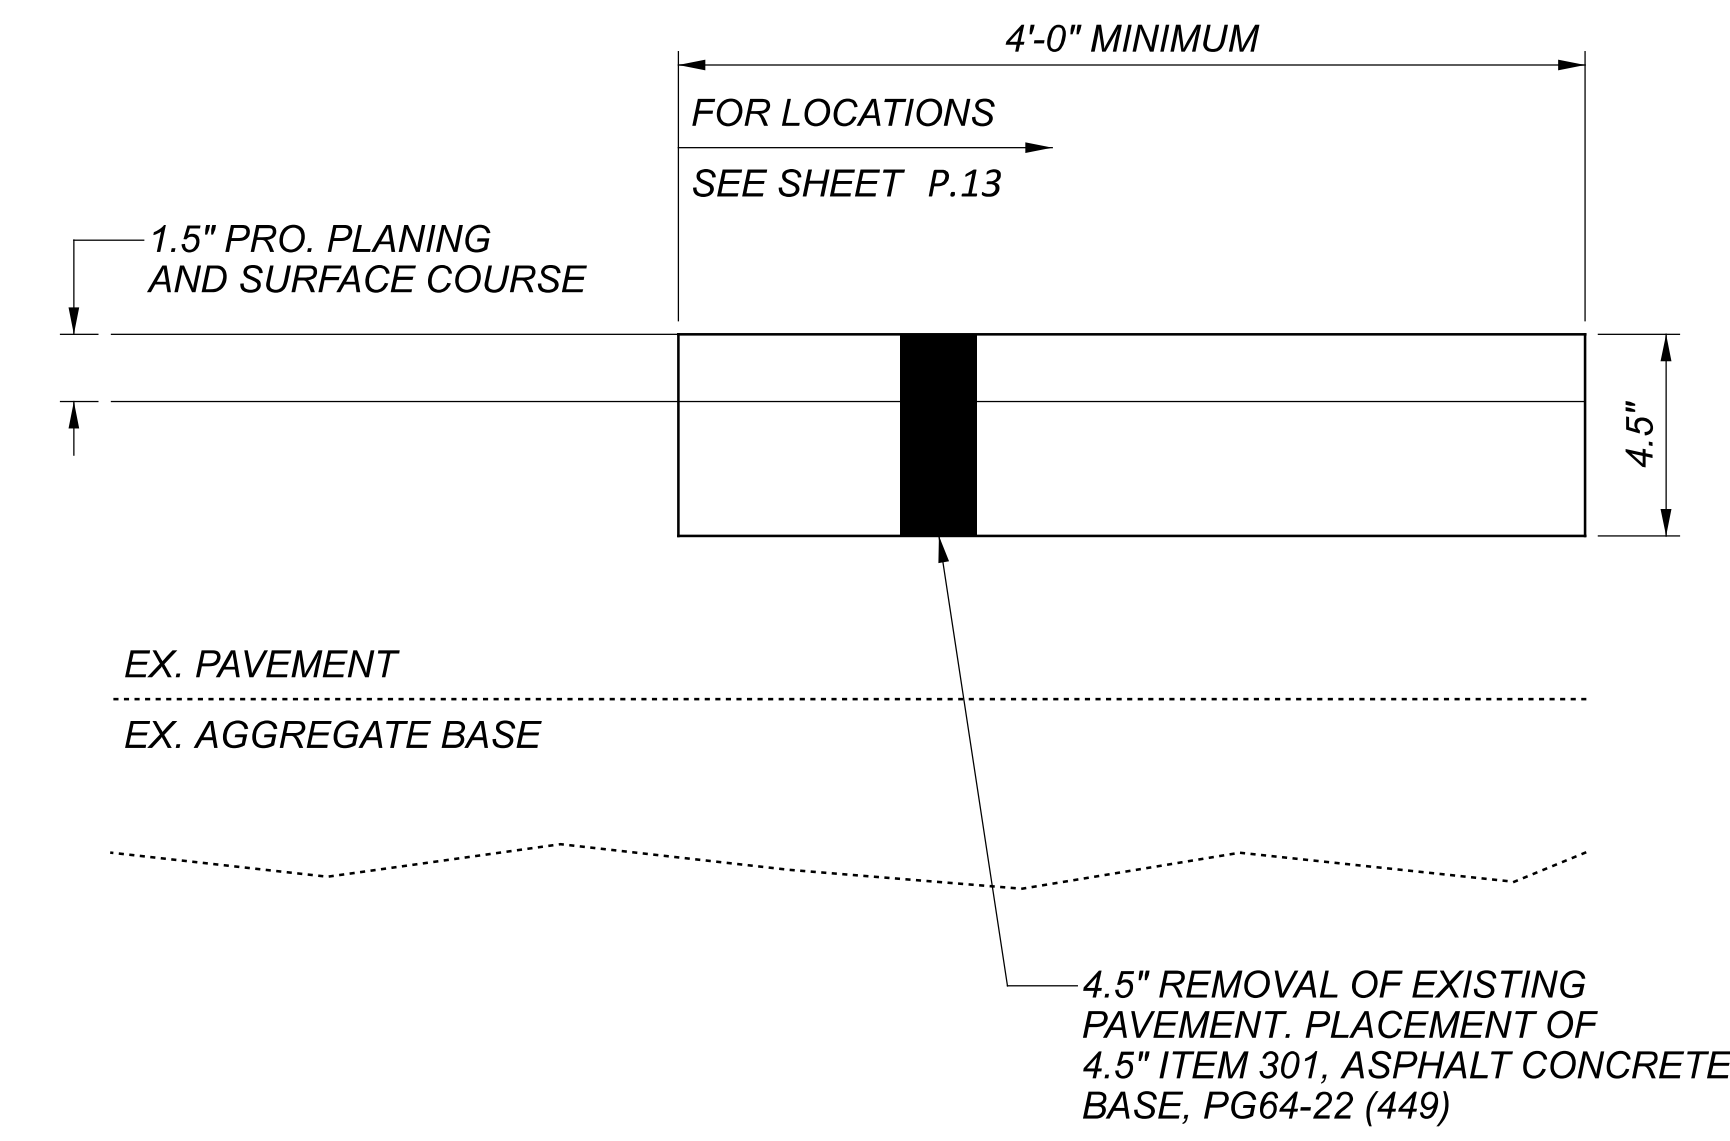 4'-0" MINIMUM
FOR LOCATIONS
SEE SHEET P.13
1.5" PRO. PLANING
AND SURFACE COURSE
4.5"
EX. PAVEMENT
EX. AGGREGATE BASE
4.5" REMOVAL OF EXISTING
PAVEMENT. PLACEMENT OF
4.5" ITEM 301, ASPHALT CONCRETE
BASE, PG64-22 (449)